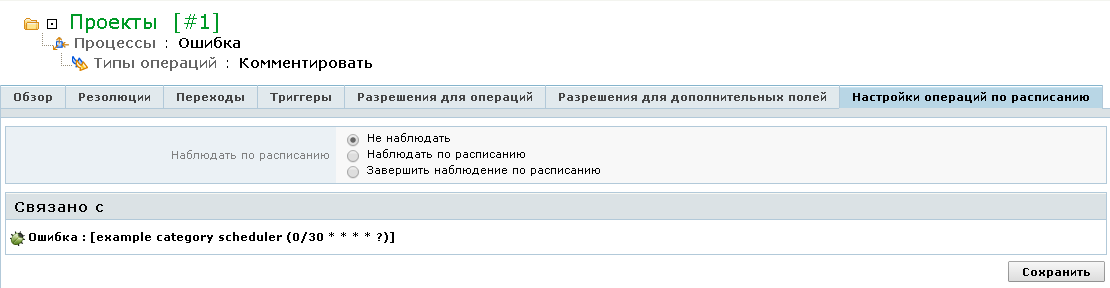 Проекты [#1]
Процессы : Ошибка
Типы операций : Комментировать
Обзор Резолюции Переходы Триггеры Разрешения для операций Разрешения для дополнительных полей Настройки операций по расписанию
Не наблюдать
Наблюдать по расписанию Наблюдать по расписанию
Завершить наблюдение по расписанию
Связано с
Ошибка : [example category scheduler (0/30 * * * * ?)]
Сохранить